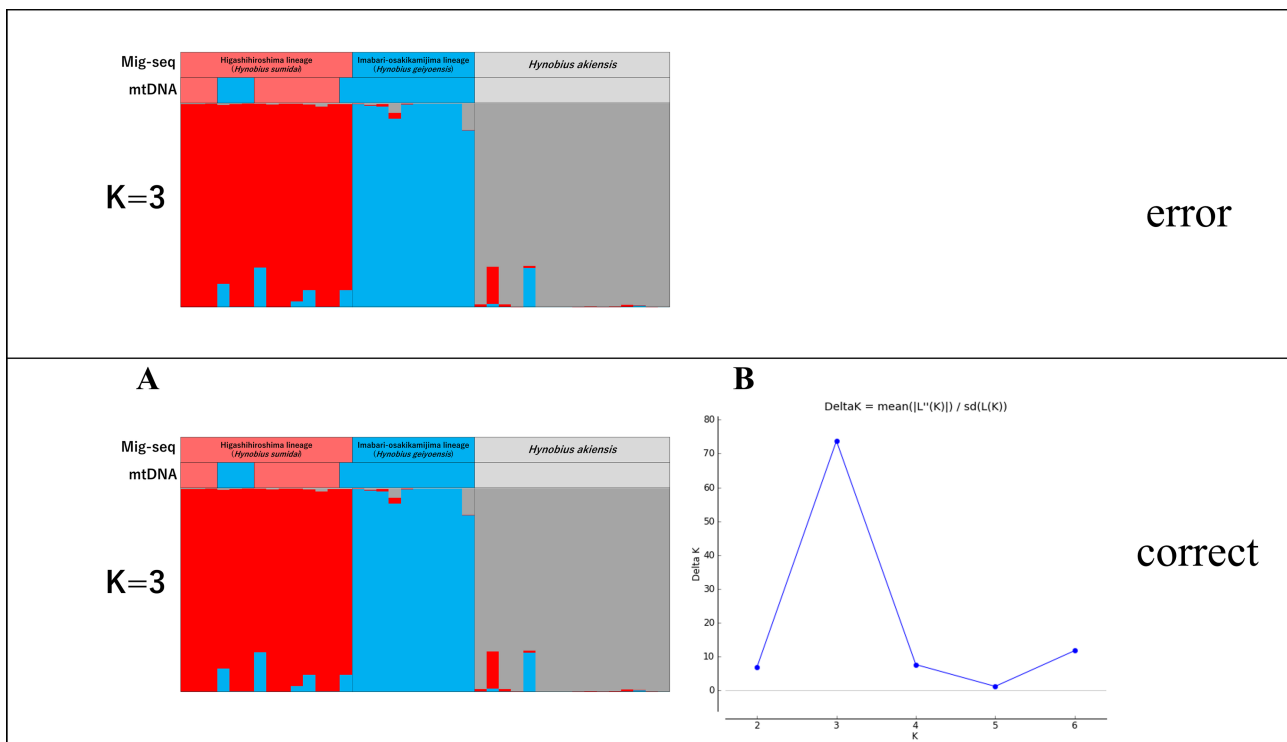 Mig-seq
Higashihiroshima lineage
(Hynobius sumidai)
Imabari-osakikamijima lineage
(Hynobius geiyoensis)
Hynobius akiensis
mtDNA
K=3
error
A
Mig-seq
Higashihiroshima lineage
(Hynobius sumidai)
Imabari-osakikamijima lineage
(Hynobius geiyoensis)
Hynobius akiensis
mtDNA
K=3
B
DeltaK = mean(|L''(K)|) / sd(L(K))
80
70
60
50
40
30
20
10
0
Delta K
2
3
4
5
6
K
correct